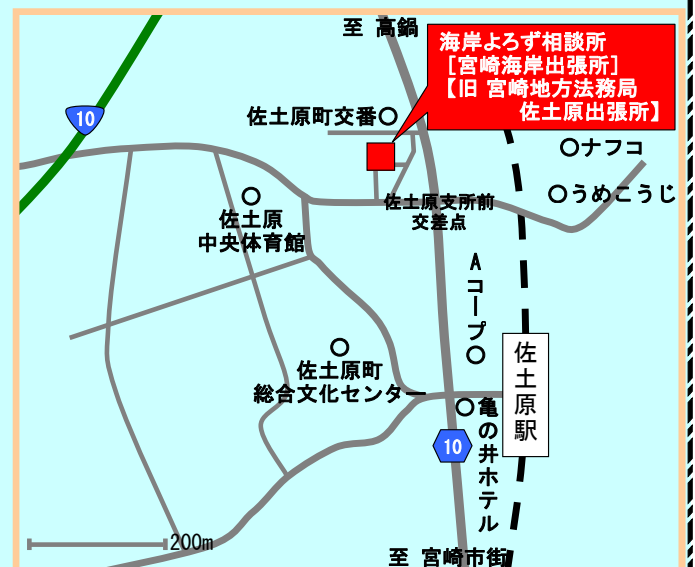 至 高鍋
海岸よろず相談所
［宮崎海岸出張所］
【旧 宮崎地方法務局
佐土原出張所】
10
佐土原町交番
ナフコ
うめこうじ
佐土原支所前
交差点
佐土原
中央体育館
Aコープ
佐土原駅
佐土原町
総合文化センター
亀の井ホテル
10
200m
至 宮崎市街